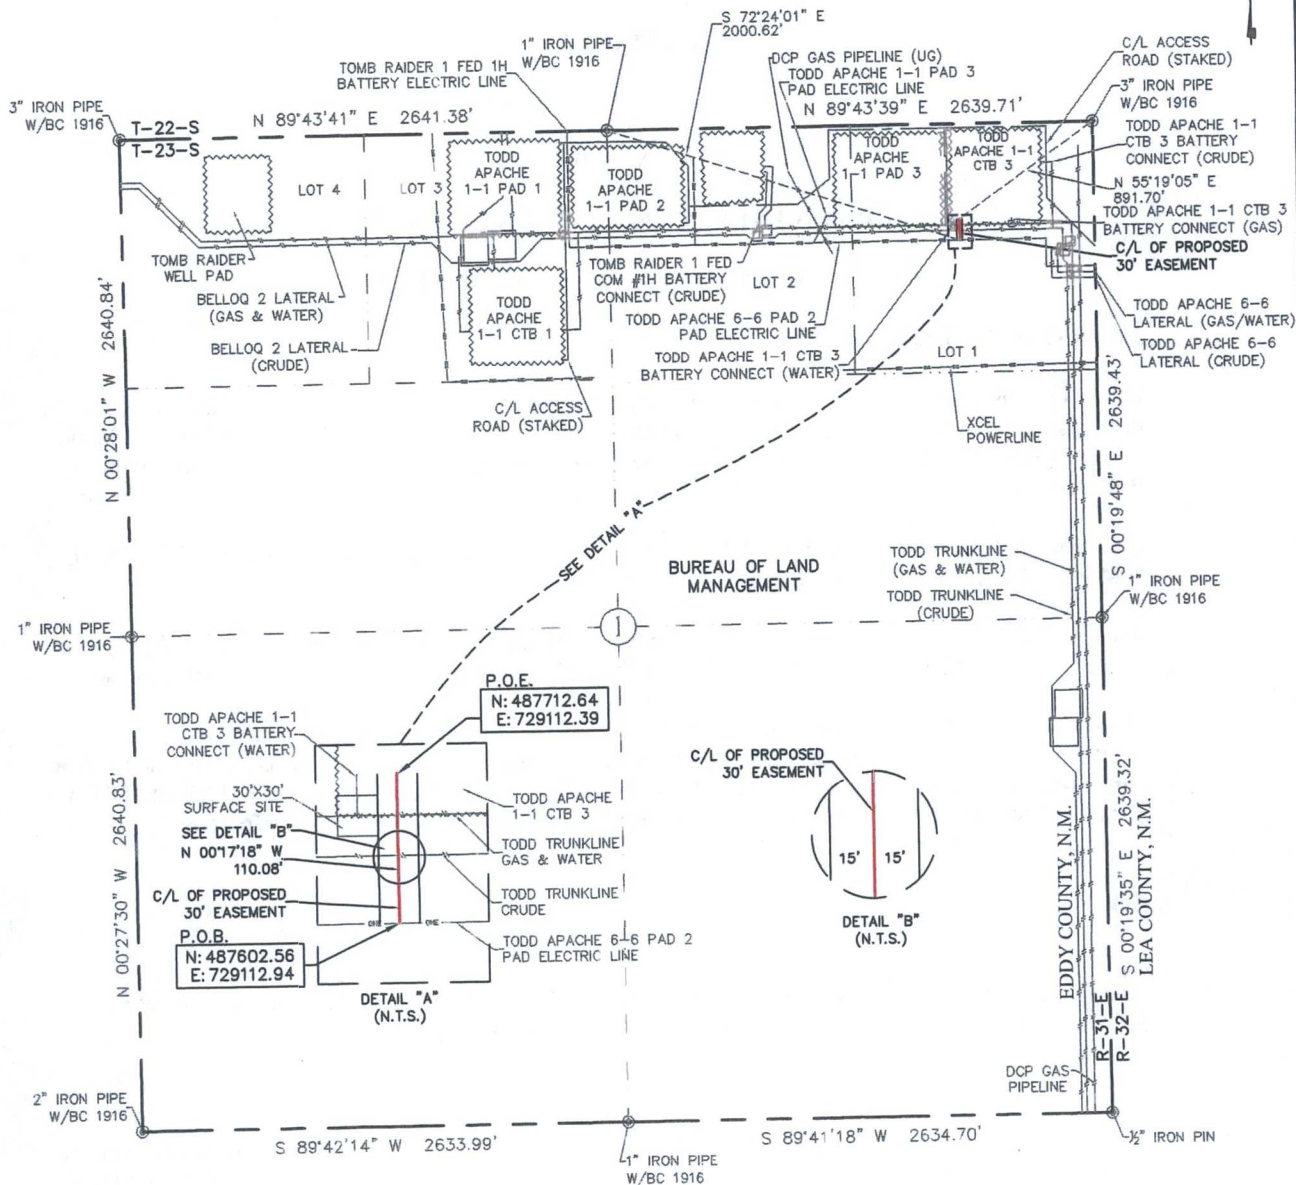 S 72°24'01" E
2000.62'
1" IRON PIPE
W/BC 1916
TOMB RAIDER 1 FED 1H
BATTERY ELECTRIC LINE
DCP GAS PIPELINE (UG)
TODD APACHE 1-1 PAD 3
PAD ELECTRIC LINE
C/L ACCESS
ROAD (STAKED)
3" IRON PIPE
W/BC 1916
T-22-S
T-23-S
N 89°43'41" E 2641.38'
N 89°43'39" E 2639.71'
3" IRON PIPE
W/BC 1916
TODD APACHE 1-1
CTB 3 BATTERY
CONNECT (CRUDE)
N 55°19'05" E
891.70'
TODD APACHE 1-1 CTB 3
BATTERY CONNECT (GAS)
C/L OF PROPOSED
30' EASEMENT
TODD APACHE 6-6
LATERAL (GAS/WATER)
TODD APACHE 6-6
LATERAL (CRUDE)
LOT 4
LOT 3
TODD
APACHE
1-1 PAD 1
TODD
APACHE
1-1 PAD 2
TODD
APACHE
1-1 PAD 3
TODD
APACHE 1-1
CTB 3
TOMB RAIDER
WELL PAD
BELLOQ 2 LATERAL
(GAS & WATER)
BELLOQ 2 LATERAL
(CRUDE)
TODD
APACHE
1-1 CTB 1
TOMB RAIDER 1 FED
COM #1H BATTERY
CONNECT (CRUDE)
LOT 2
TODD APACHE 6-6 PAD 2
PAD ELECTRIC LINE
TODD APACHE 1-1 CTB 3
BATTERY CONNECT (WATER)
LOT 1
C/L ACCESS
ROAD (STAKED)
XCEL
POWERLINE
N 00°28'01" W 2640.84'
S 00°19'48" E 2639.43'
SEE DETAIL "A"
BUREAU OF LAND
MANAGEMENT
TODD TRUNKLINE
(GAS & WATER)
TODD TRUNKLINE
(CRUDE)
1" IRON PIPE
W/BC 1916
1" IRON PIPE
W/BC 1916
1
P.O.E.
N: 487712.64
E: 729112.39
TODD APACHE 1-1
CTB 3 BATTERY
CONNECT (WATER)
30'X30'
SURFACE SITE
SEE DETAIL "B"
N 00°17'18" W
110.08'
C/L OF PROPOSED
30' EASEMENT
P.O.B.
N: 487602.56
E: 729112.94
TODD APACHE
1-1 CTB 3
TODD TRUNKLINE
GAS & WATER
TODD TRUNKLINE
CRUDE
OHE
OHE
TODD APACHE 6-6 PAD 2
PAD ELECTRIC LINE
DETAIL "A"
(N.T.S.)
C/L OF PROPOSED
30' EASEMENT
15'
15'
DETAIL "B"
(N.T.S.)
N 00°27'30" W 2640.83'
EDDY COUNTY, N.M.
S 00°19'35" E 2639.32'
LEA COUNTY, N.M.
R-31-E
R-32-E
DCP GAS
PIPELINE
2" IRON PIPE
W/BC 1916
S 89°42'14" W 2633.99'
1" IRON PIPE
W/BC 1916
S 89°41'18" W 2634.70'
½" IRON PIN